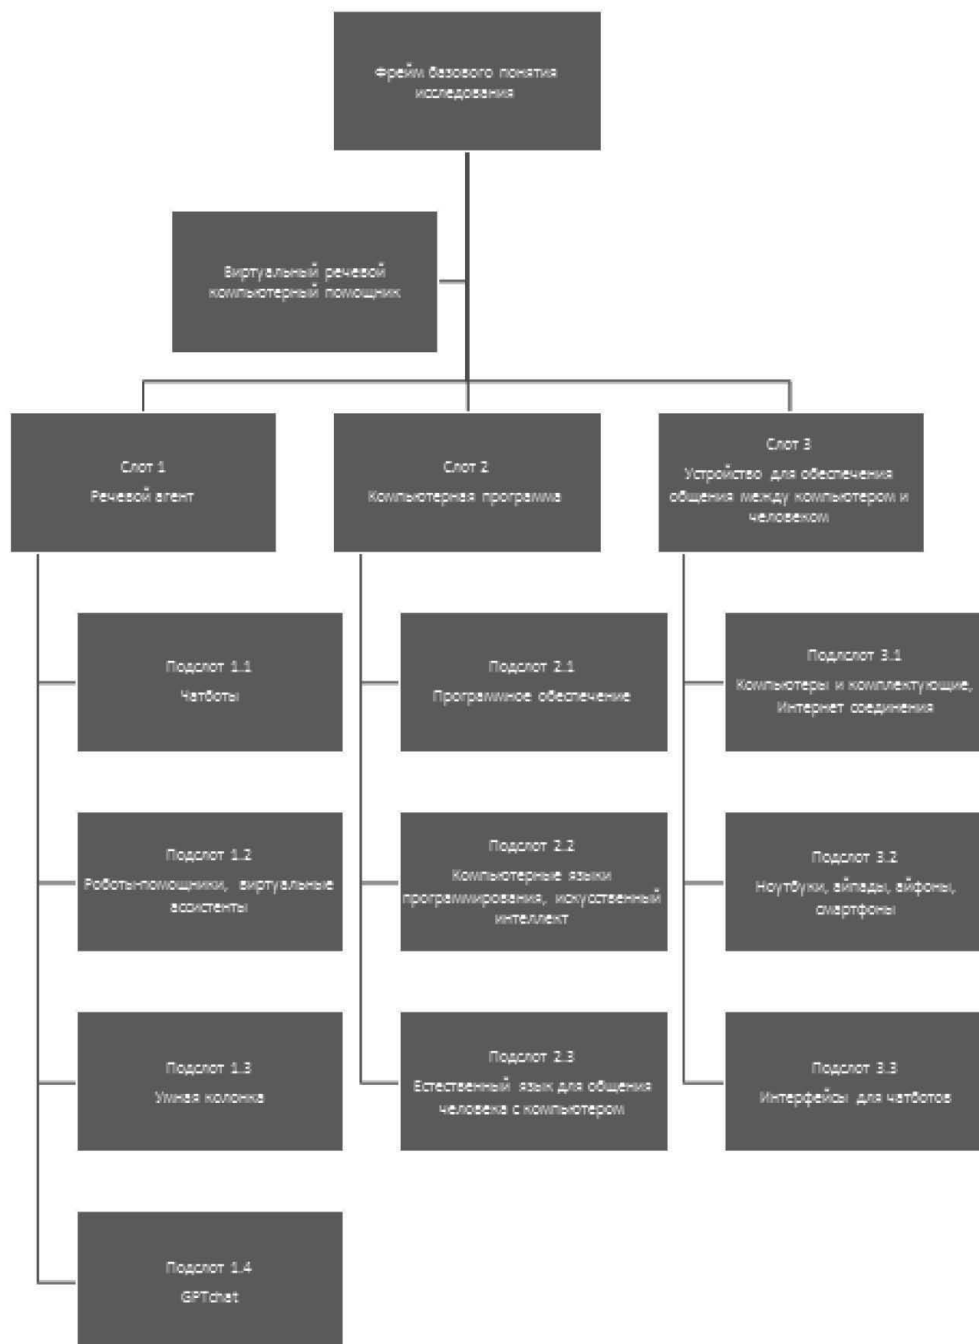 Фрейм базового понятия
исследования
Виртуальный речевой
компьютерный помощник
Слот 1
Речевой агент
Слот 2
Компьютерная программа
Слот 3
Устройство для обеспечения
общения между компьютером и
человеком
Подслот 1.1
Чатботы
Подслот 2.1
Программное обеспечение
Подлслот 3.1
Компьютеры и комплектующие,
Интернет соединения
Подслот 1.2
Роботы-помощники, виртуальные
ассистенты
Подслот 2.2
Компьютерные языки
программирования, искусственный
интеллект
Подслот 3.2
Ноутбуки, айпады, айфоны,
смартфоны
Подслот 1.3
Умная колонка
Подслот 2.3
Естественный язык для общения
человека с компьютером
Подслот 3.3
Интерфейсы для чатботов
Подслот 1.4
GPTchat